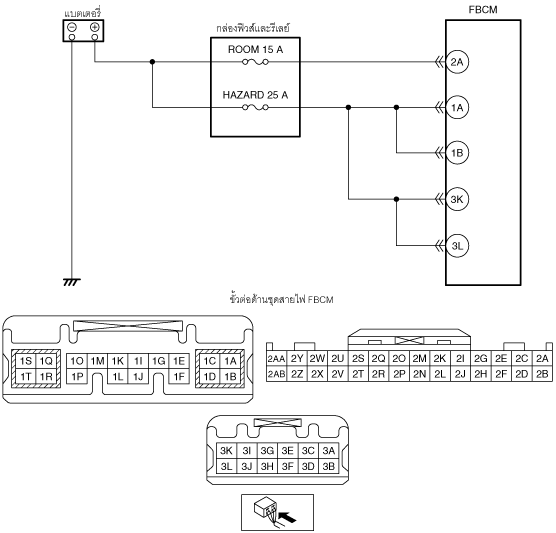 แบตเตอรี่
FBCM
กล่องฟิวส์และรีเลย์
ROOM 15 A
2A
HAZARD 25 A
1A
1B
3K
3L
ขั้วต่อด้านชุดสายไฟ FBCM
1S 1Q 1O 1M 1K 1I 1G 1E 1C 1A
1T 1R 1P 1L 1J 1F 1D 1B
2AA 2Y 2W 2U 2S 2Q 2O 2M 2K 2I 2G 2E 2C 2A
2AB 2Z 2X 2V 2T 2R 2P 2N 2L 2J 2H 2F 2D 2B
3K 3I 3G 3E 3C 3A
3L 3J 3H 3F 3D 3B